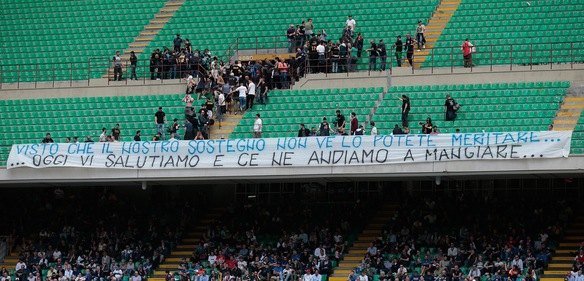 VISTO CHE IL NOSTRO SOSTEGNO NON VE LO POTETE MERITARE...
..OGGI VI SALUTIAMO E CE NE ANDIAMO A MANGIARE...